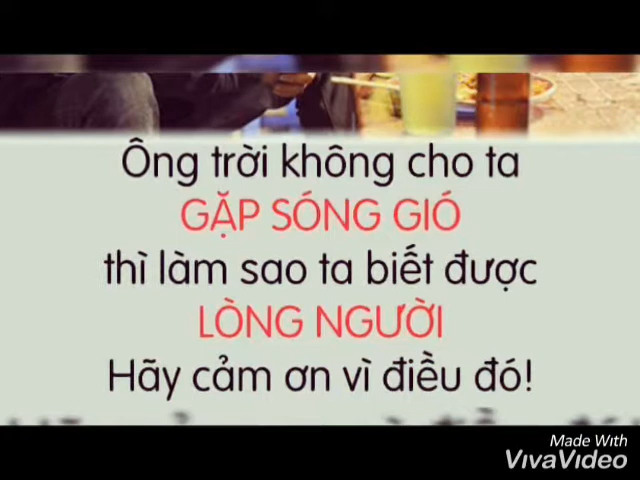 Ông trời không cho ta
GẶP SÓNG GIÓ
thì làm sao ta biết được
LÒNG NGƯỜI
Hãy cảm ơn vì điều đó!
Made With
VivaVideo